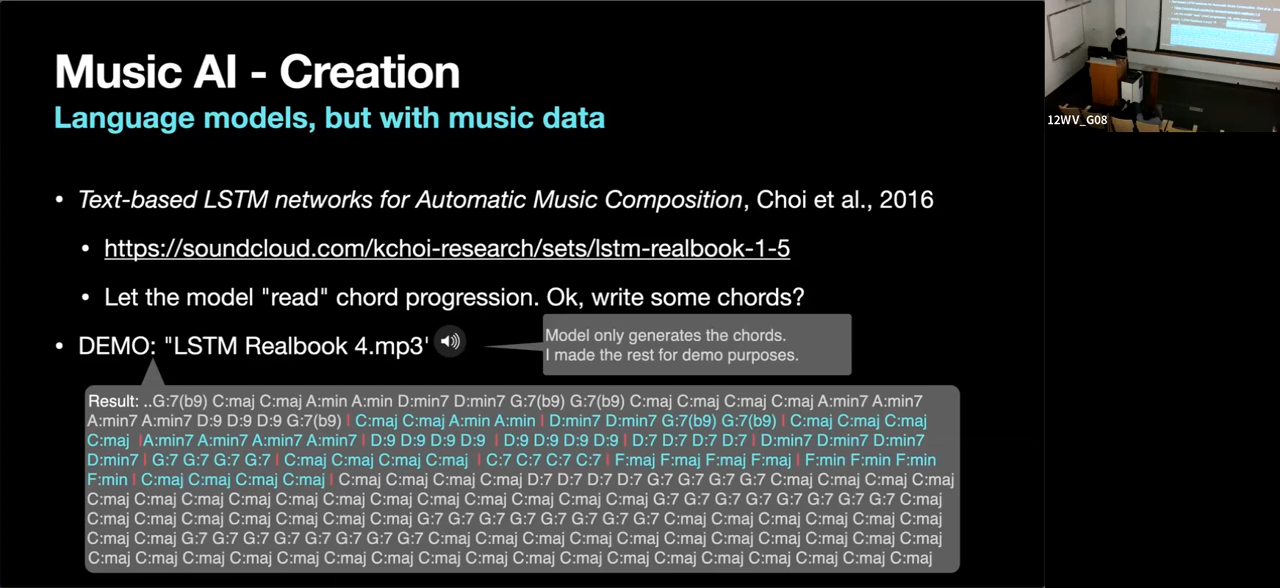 Music AI - Creation
Language models, but with music data
• Text-based LSTM networks for Automatic Music Composition, Choi et al., 2016
• https://soundcloud.com/kchoi-research/sets/lstm-realbook-1-5
• Let the model "read" chord progression. Ok, write some chords?
• DEMO: "LSTM Realbook 4.mp3'
Model only generates the chords.
I made the rest for demo purposes.
Result: ..G:7(b9) C:maj C:maj A:min A:min D:min7 D:min7 G:7(b9) G:7(b9) C:maj C:maj C:maj C:maj A:min7 A:min7
A:min7 A:min7 D:9 D:9 D:9 G:7(b9) | C:maj C:maj A:min A:min | D:min7 D:min7 G:7(b9) G:7(b9) | C:maj C:maj C:maj
C:maj |A:min7 A:min7 A:min7 A:min7 | D:9 D:9 D:9 D:9 | D:9 D:9 D:9 D:9 | D:7 D:7 D:7 D:7 | D:min7 D:min7 D:min7
D:min7 | G:7 G:7 G:7 G:7 | C:maj C:maj C:maj C:maj | C:7 C:7 C:7 C:7 | F:maj F:maj F:maj F:maj | F:min F:min F:min
F:min | C:maj C:maj C:maj C:maj | C:maj C:maj C:maj C:maj D:7 D:7 D:7 D:7 G:7 G:7 G:7 G:7 C:maj C:maj C:maj C:maj
C:maj C:maj C:maj C:maj C:maj C:maj C:maj C:maj C:maj C:maj C:maj C:maj G:7 G:7 G:7 G:7 G:7 G:7 G:7 G:7 C:maj
C:maj C:maj C:maj C:maj C:maj C:maj C:maj G:7 G:7 G:7 G:7 G:7 G:7 G:7 G:7 C:maj C:maj C:maj C:maj C:maj C:maj
C:maj C:maj G:7 G:7 G:7 G:7 G:7 G:7 G:7 G:7 C:maj C:maj C:maj C:maj C:maj C:maj C:maj C:maj C:maj C:maj C:maj
C:maj C:maj C:maj C:maj C:maj C:maj C:maj C:maj C:maj C:maj C:maj C:maj C:maj C:maj C:maj C:maj C:maj C:maj
12WV_G08